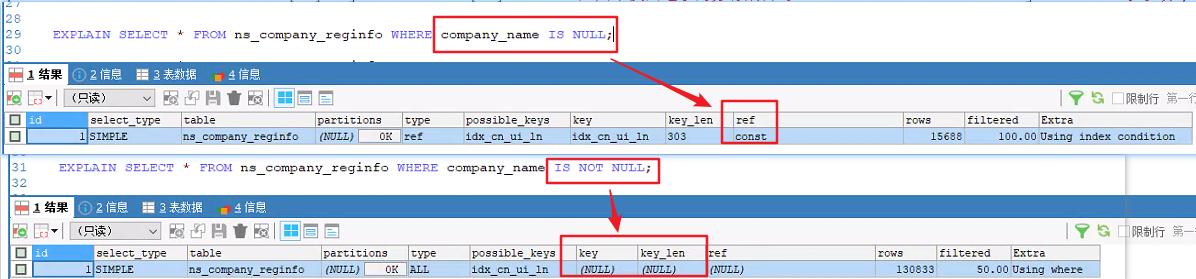 28
29 EXPLAIN SELECT * FROM ns_company_reginfo WHERE company_name IS NULL;
30
1 结果 2 信息 3 表数据 4 信息
(只读) 限制行 第一行
id select_type table partitions type possible_keys key key_len ref rows filtered Extra
1 SIMPLE ns_company_reginfo (NULL) 0K ref idx_cn_ui_ln idx_cn_ui_ln 303 const 15688 100.00 Using index condition
31 EXPLAIN SELECT * FROM ns_company_reginfo WHERE company_name IS NOT NULL;
32
1 结果 2 信息 3 表数据 4 信息
(只读) 限制行 第一
id select_type table partitions type possible_keys key key_len ref rows filtered Extra
1 SIMPLE ns_company_reginfo (NULL) 0K ALL idx_cn_ui_ln (NULL) (NULL) (NULL) 130833 50.00 Using where